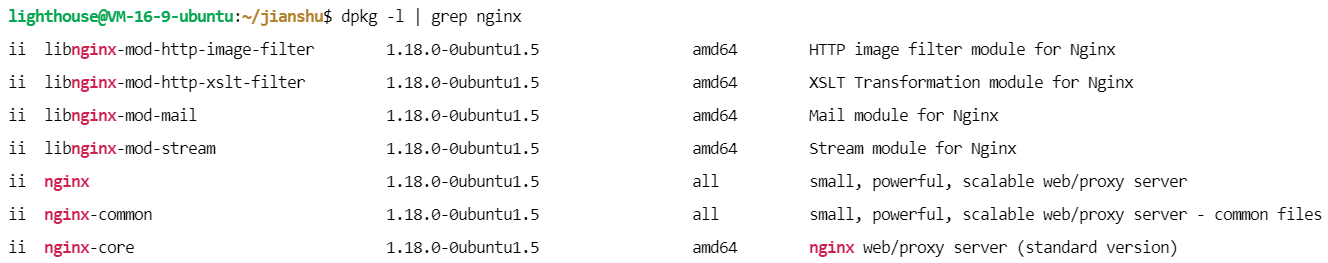 lighthouse@VM-16-9-ubuntu:~/jianshu$ dpkg -l | grep nginx
ii  libnginx-mod-http-image-filter        1.18.0-0ubuntu1.5                 amd64        HTTP image filter module for Nginx
ii  libnginx-mod-http-xslt-filter         1.18.0-0ubuntu1.5                 amd64        XSLT Transformation module for Nginx
ii  libnginx-mod-mail                     1.18.0-0ubuntu1.5                 amd64        Mail module for Nginx
ii  libnginx-mod-stream                   1.18.0-0ubuntu1.5                 amd64        Stream module for Nginx
ii  nginx                                 1.18.0-0ubuntu1.5                 all          small, powerful, scalable web/proxy server
ii  nginx-common                          1.18.0-0ubuntu1.5                 all          small, powerful, scalable web/proxy server - common files
ii  nginx-core                            1.18.0-0ubuntu1.5                 amd64        nginx web/proxy server (standard version)